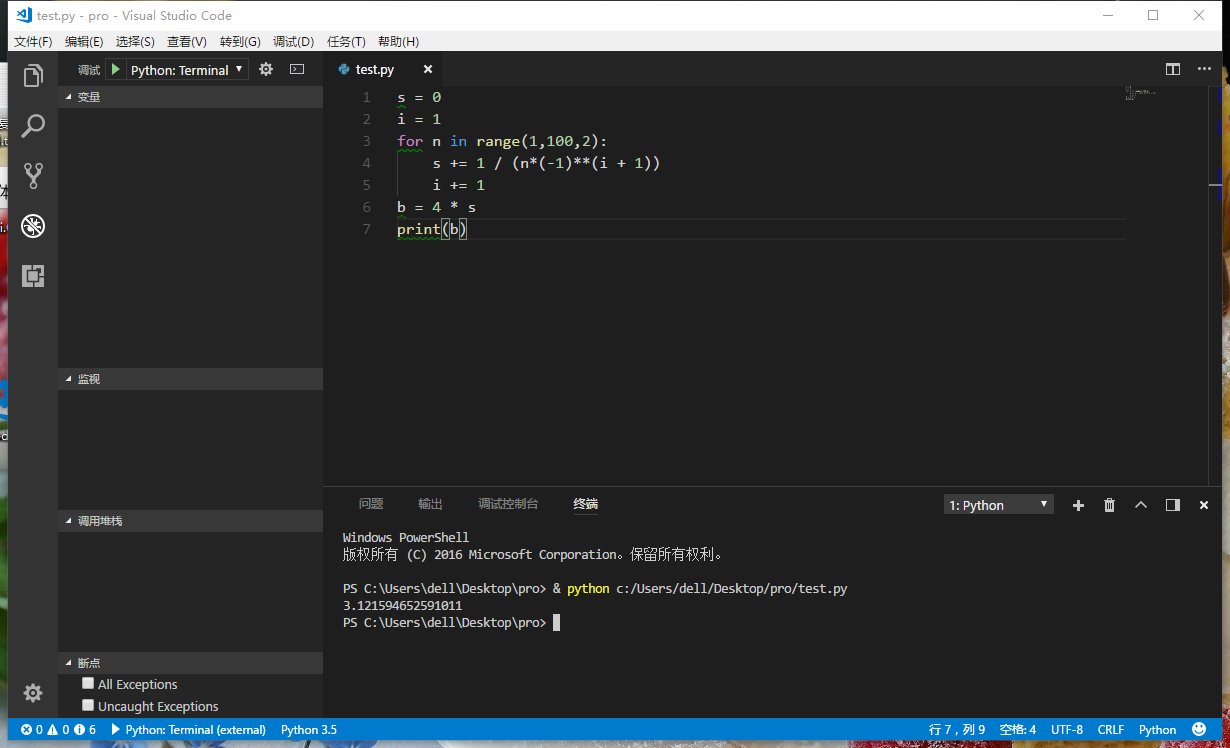 test.py - pro - Visual Studio Code
文件(F) 编辑(E) 选择(S) 查看(V) 转到(G) 调试(D) 任务(T) 帮助(H)
调试 Python: Terminal
test.py
变量
1 s = 0
2 i = 1
3 for n in range(1,100,2):
4 s += 1 / (n*(-1)**(i + 1))
5 i += 1
6 b = 4 * s
7 print(b)
监视
调用堆栈
断点
All Exceptions
Uncaught Exceptions
问题 输出 调试控制台 终端 1: Python
Windows PowerShell
版权所有 (C) 2016 Microsoft Corporation。保留所有权利。
PS C:\Users\dell\Desktop\pro> & python c:/Users/dell/Desktop/pro/test.py
3.121594652591011
PS C:\Users\dell\Desktop\pro>
0 0 6 Python: Terminal (external) Python 3.5 行 7，列 9 空格: 4 UTF-8 CRLF Python